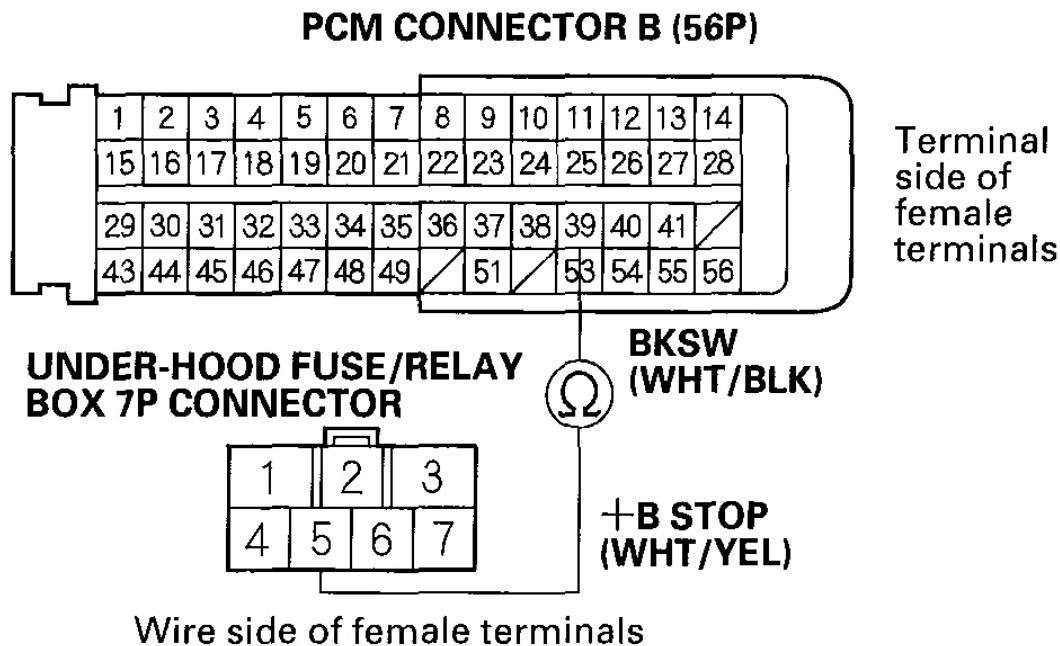 PCM CONNECTOR B (56P)
1 2 3 4 5 6 7 8 9 10 11 12 13 14
15 16 17 18 19 20 21 22 23 24 25 26 27 28
29 30 31 32 33 34 35 36 37 38 39 40 41
43 44 45 46 47 48 49 51 53 54 55 56
Terminal
side of
female
terminals
BKSW
(WHT/BLK)
UNDER-HOOD FUSE/RELAY
BOX 7P CONNECTOR
Ω
1 2 3
4 5 6 7
+B STOP
(WHT/YEL)
Wire side of female terminals